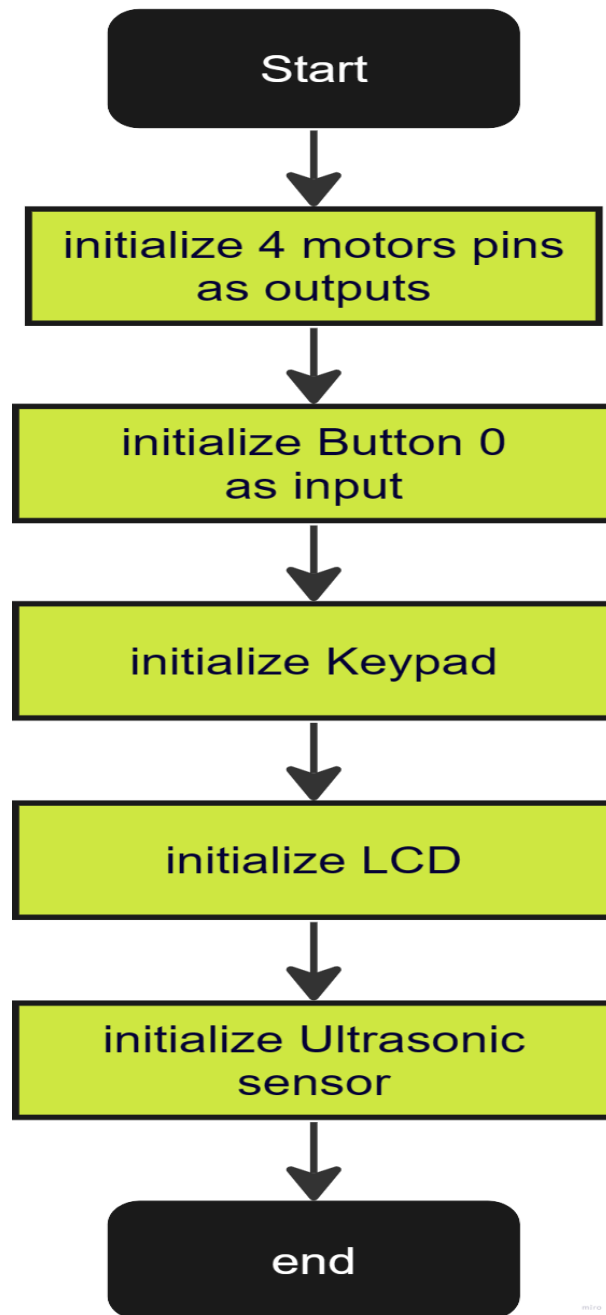 Start
initialize 4 motors pins
as outputs
initialize Button 0
as input
initialize Keypad
initialize LCD
initialize Ultrasonic
sensor
end
miro